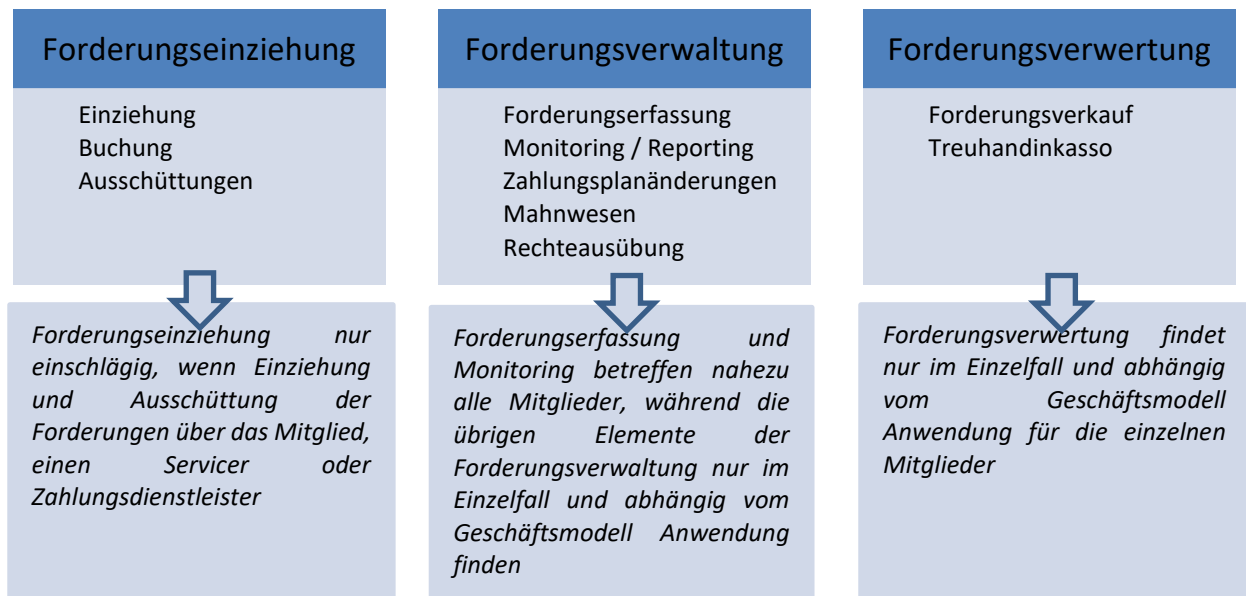 Forderungseinziehung
Einziehung
Buchung
Ausschüttungen
Forderungseinziehung nur
einschlägig, wenn Einziehung
und Ausschüttung der
Forderungen über das Mitglied,
einen Servicer oder
Zahlungsdienstleister
Forderungsverwaltung
Forderungserfassung
Monitoring / Reporting
Zahlungsplanänderungen
Mahnwesen
Rechteausübung
Forderungserfassung und
Monitoring betreffen nahezu
alle Mitglieder, während die
übrigen Elemente der
Forderungsverwaltung nur im
Einzelfall und abhängig vom
Geschäftsmodell Anwendung
finden
Forderungsverwertung
Forderungsverkauf
Treuhandinkasso
Forderungsverwertung findet
nur im Einzelfall und abhängig
vom Geschäftsmodell
Anwendung für die einzelnen
Mitglieder